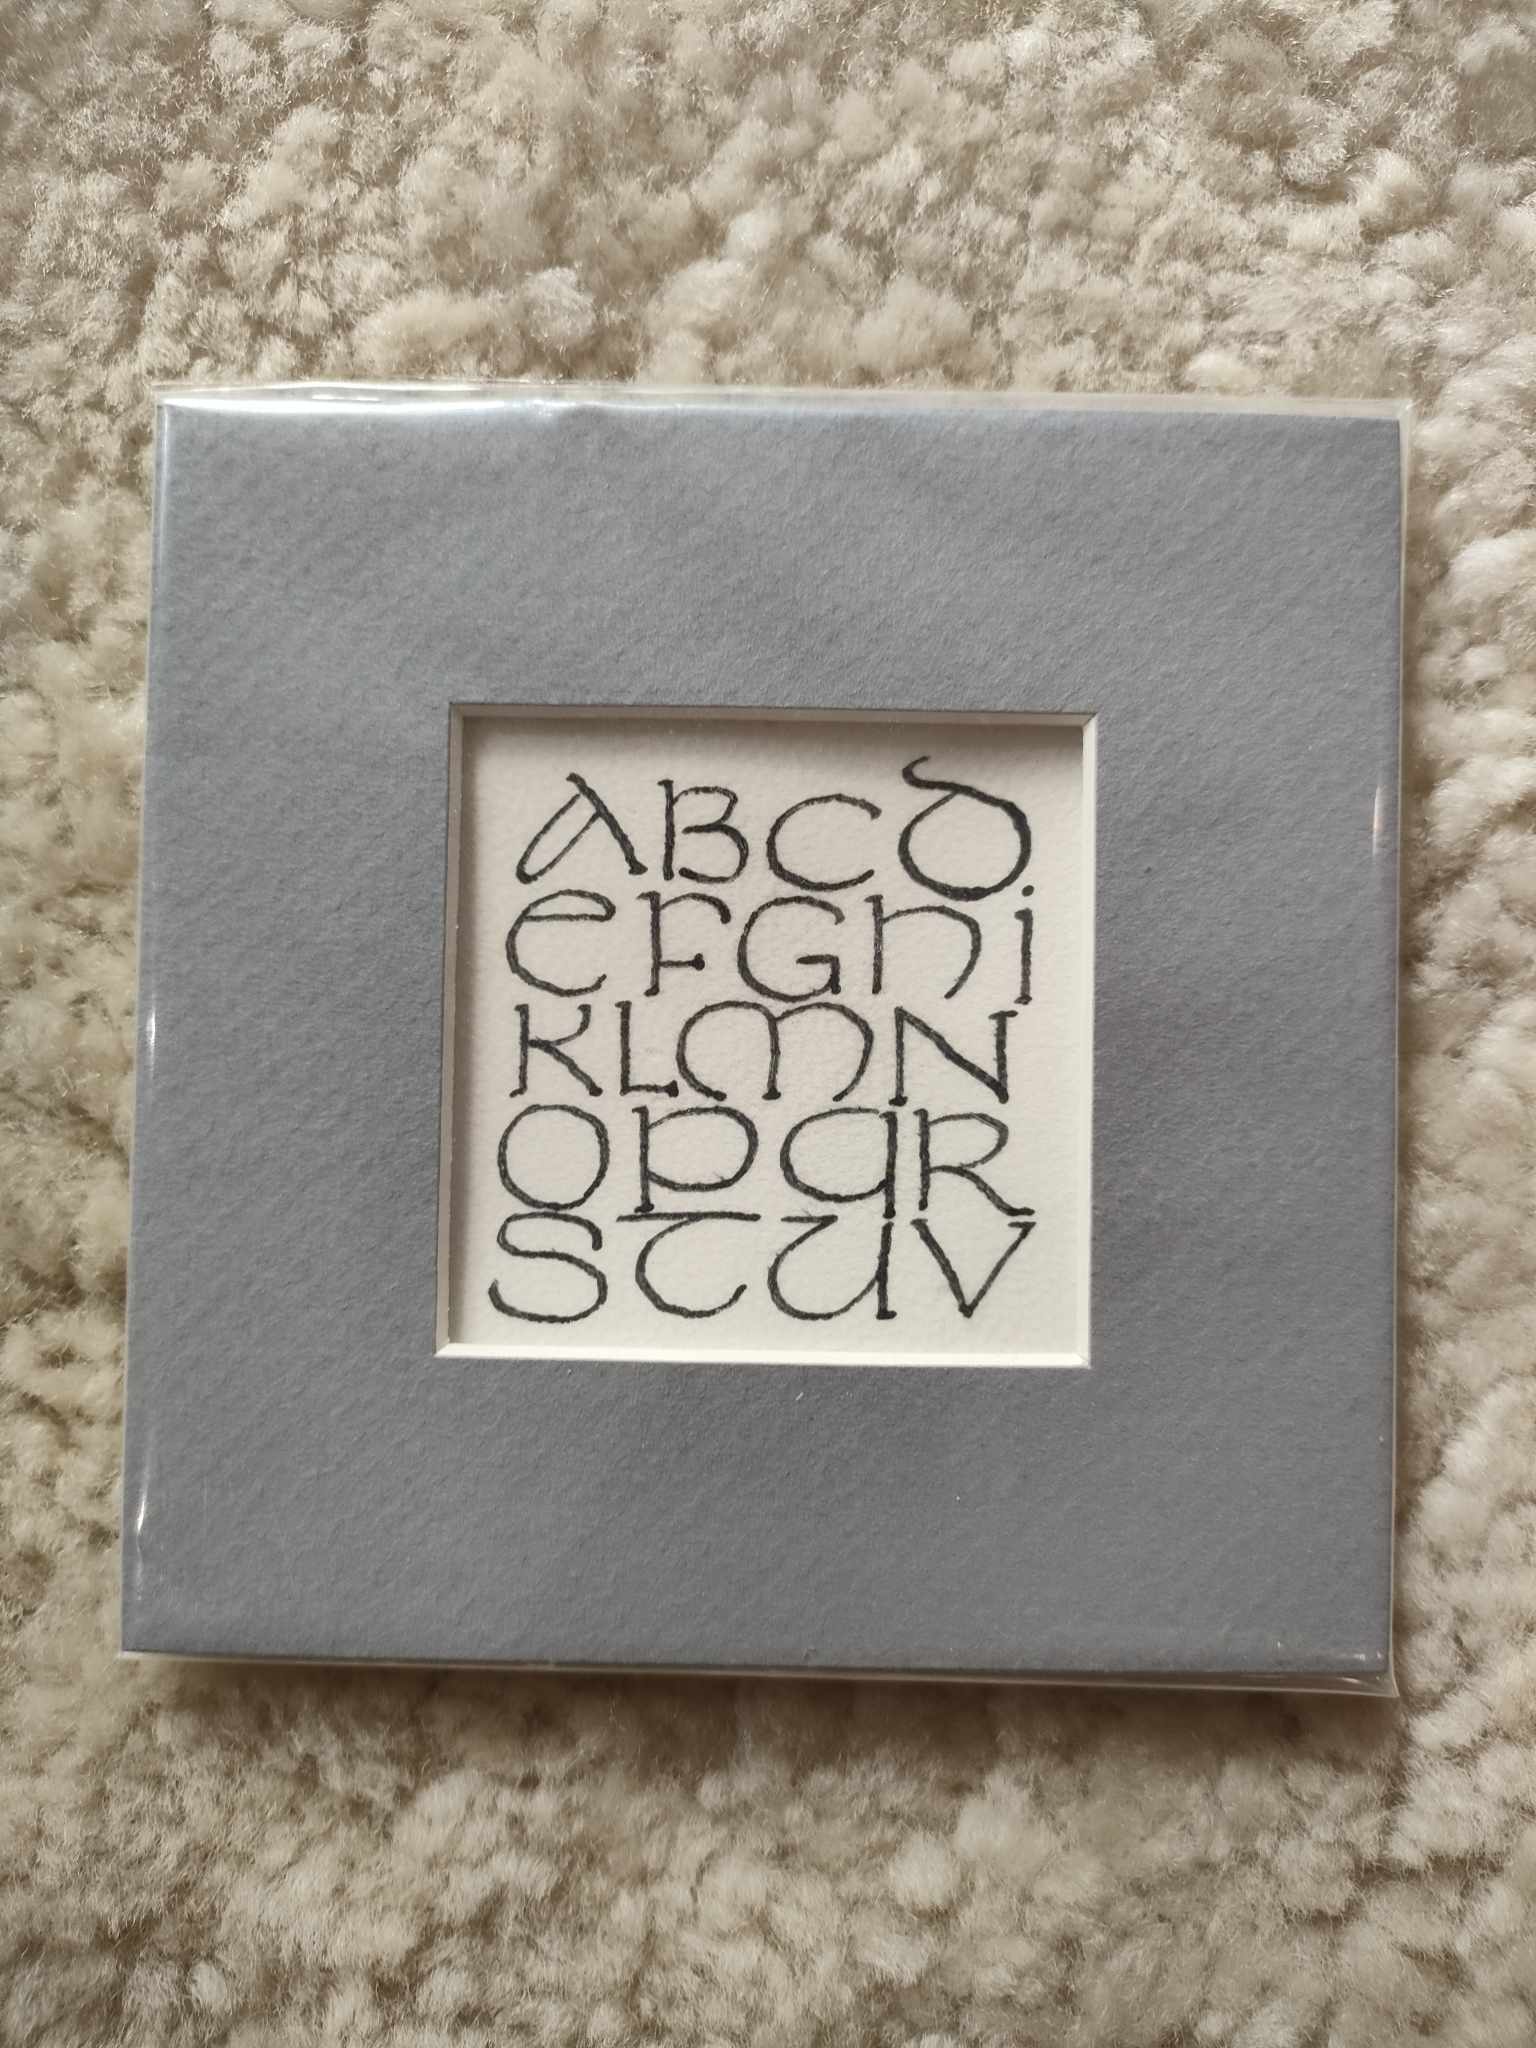 ABCD
EFGHI
KLMN
OPQR
STUV